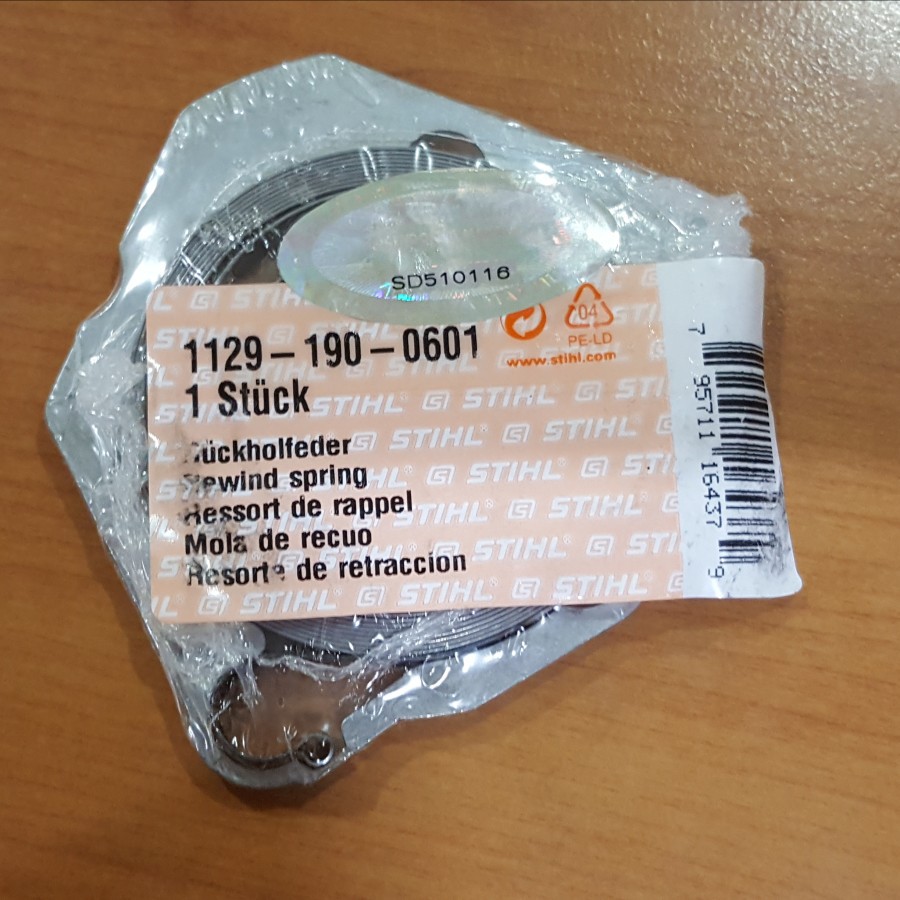 SD510116
1129-190-0601
1 Stück
04
PE-LD
www.stihl.com
Rückholfeder
Rewind spring
Ressort de rappel
Mola de recuo
Resorte de retraccion
STIHL
7 95711 16437 9